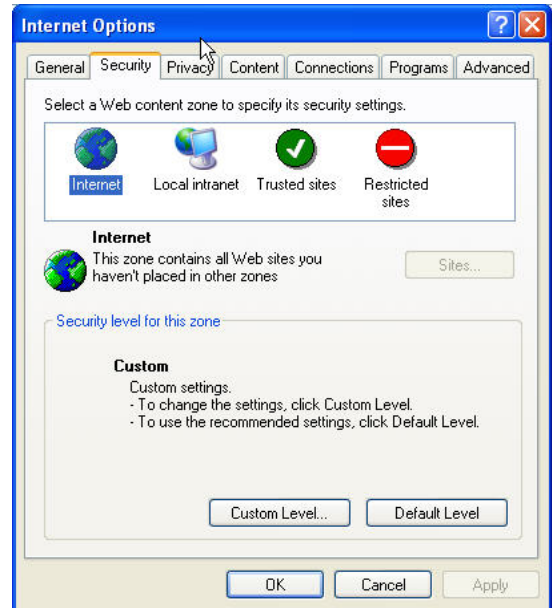 Internet Options
General Security Privacy Content Connections Programs Advanced
Select a Web content zone to specify its security settings.
Internet Local intranet Trusted sites Restricted
sites
Internet
This zone contains all Web sites you
haven't placed in other zones
Sites...
Security level for this zone
Custom
Custom settings.
- To change the settings, click Custom Level.
- To use the recommended settings, click Default Level.
Custom Level... Default Level
OK Cancel Apply